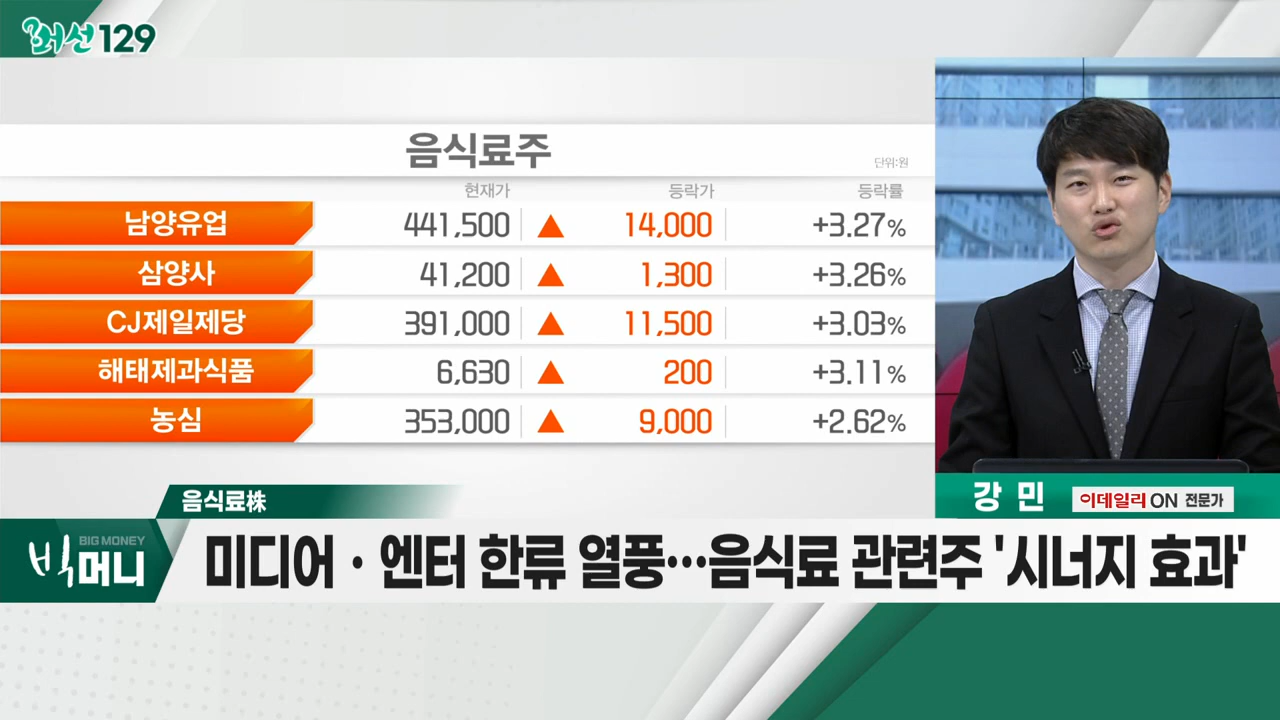 최선129
음식료주
단위:원
현재가 등락가 등락률
남양유업 441,500 ▲ 14,000 +3.27%
삼양사 41,200 ▲ 1,300 +3.26%
CJ제일제당 391,000 ▲ 11,500 +3.03%
해태제과식품 6,630 ▲ 200 +3.11%
농심 353,000 ▲ 9,000 +2.62%
강 민 이데일리 ON 전문가
음식료株
BIG MONEY
빅머니
미디어·엔터 한류 열풍…음식료 관련주 '시너지 효과'